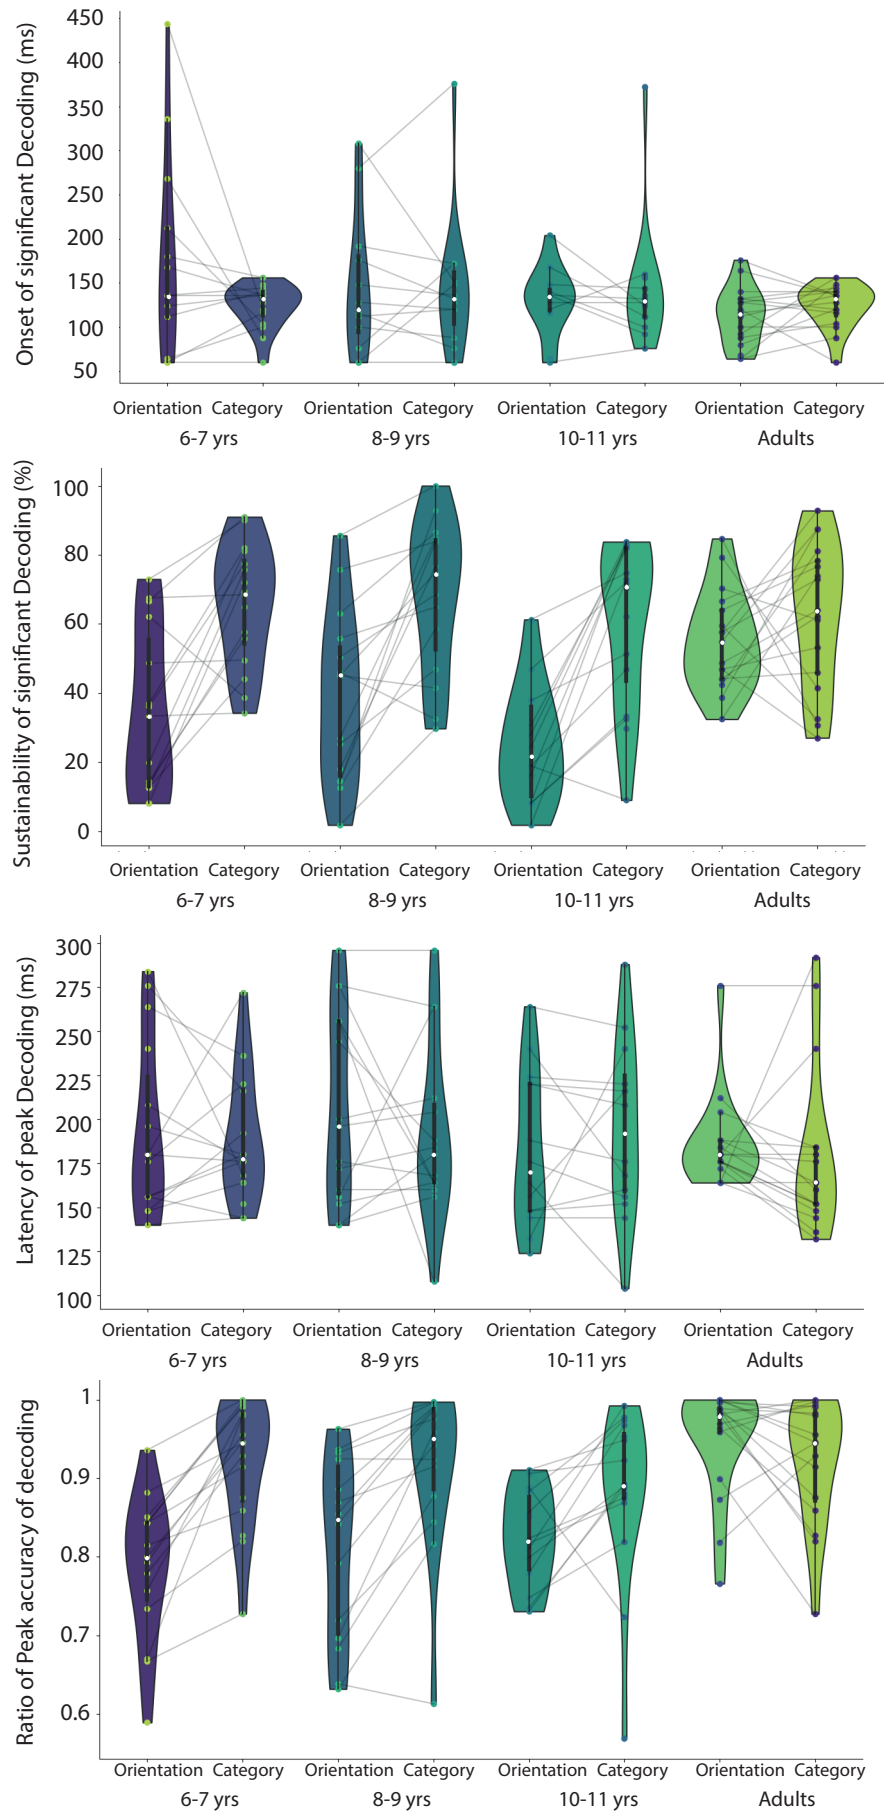 Onset of significant Decoding (ms)
450
400
350
300
250
200
150
100
50
Orientation Category Orientation Category Orientation Category Orientation Category
6-7 yrs 8-9 yrs 10-11 yrs Adults
Sustainability of significant Decoding (%)
100
80
60
40
20
0
Orientation Category Orientation Category Orientation Category Orientation Category
6-7 yrs 8-9 yrs 10-11 yrs Adults
Latency of peak Decoding (ms)
300
275
250
225
200
175
150
125
100
Orientation Category Orientation Category Orientation Category Orientation Category
6-7 yrs 8-9 yrs 10-11 yrs Adults
Ratio of Peak accuracy of decoding
1
0.9
0.8
0.7
0.6
Orientation Category Orientation Category Orientation Category Orientation Category
6-7 yrs 8-9 yrs 10-11 yrs Adults